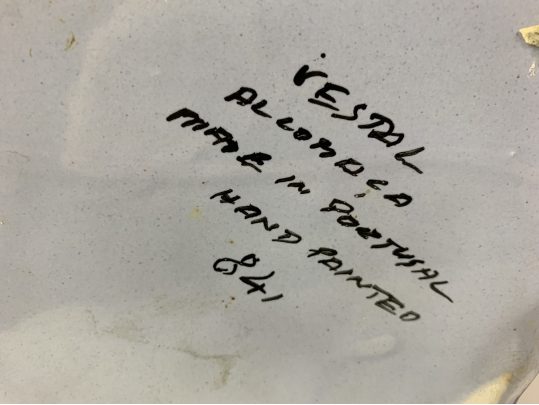 VESTAL
ALCOBAÇA
MADE IN PORTUGAL
HAND PAINTED
841